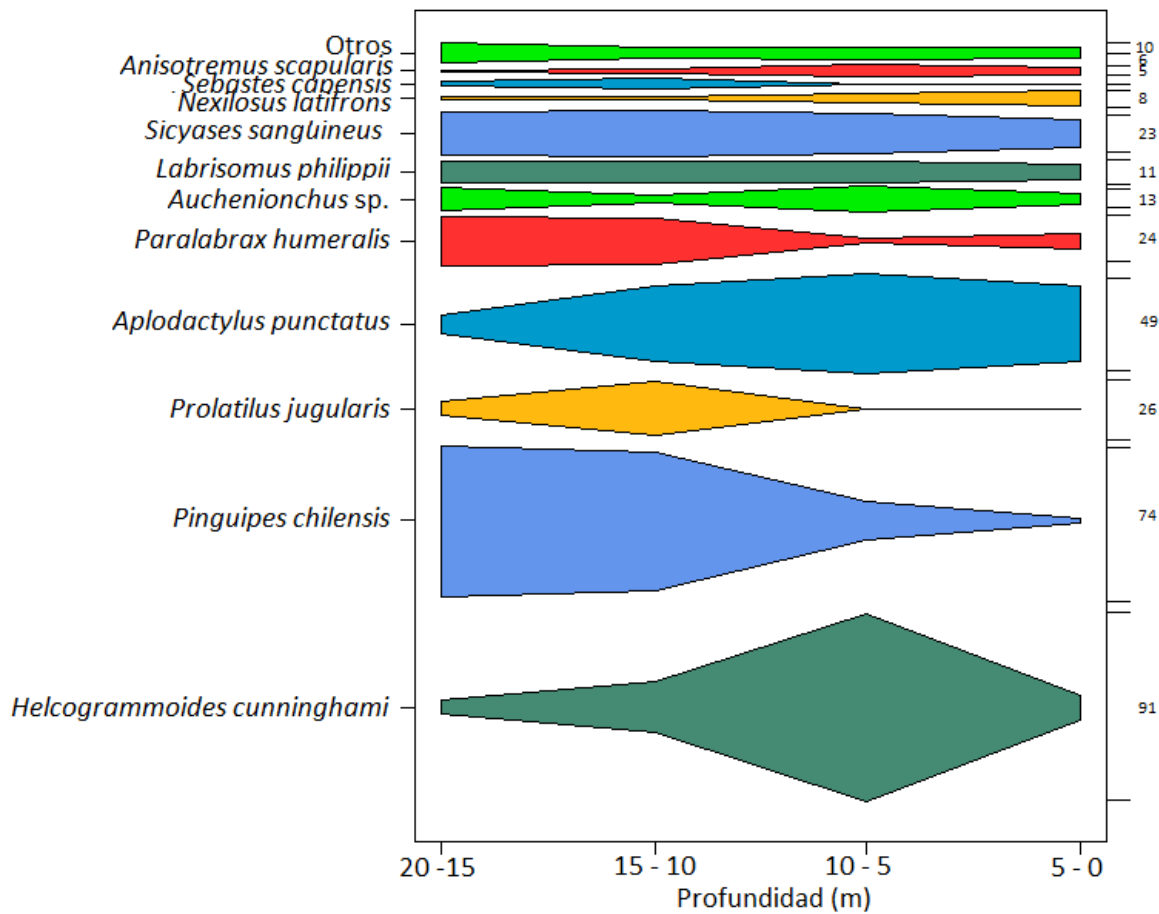 Otros
Anisotremus scapularis
Sebastes capensis
Nexilosus latifrons
Sicyases sanguineus
Labrisomus philippii
Auchenionchus sp.
Paralabrax humeralis
Aplodactylus punctatus
Prolatilus jugularis
Pinguipes chilensis
Helcogrammoides cunninghami
10
6
5
8
23
11
13
24
49
26
74
91
20 -15
15 - 10
10 - 5
5 - 0
Profundidad (m)